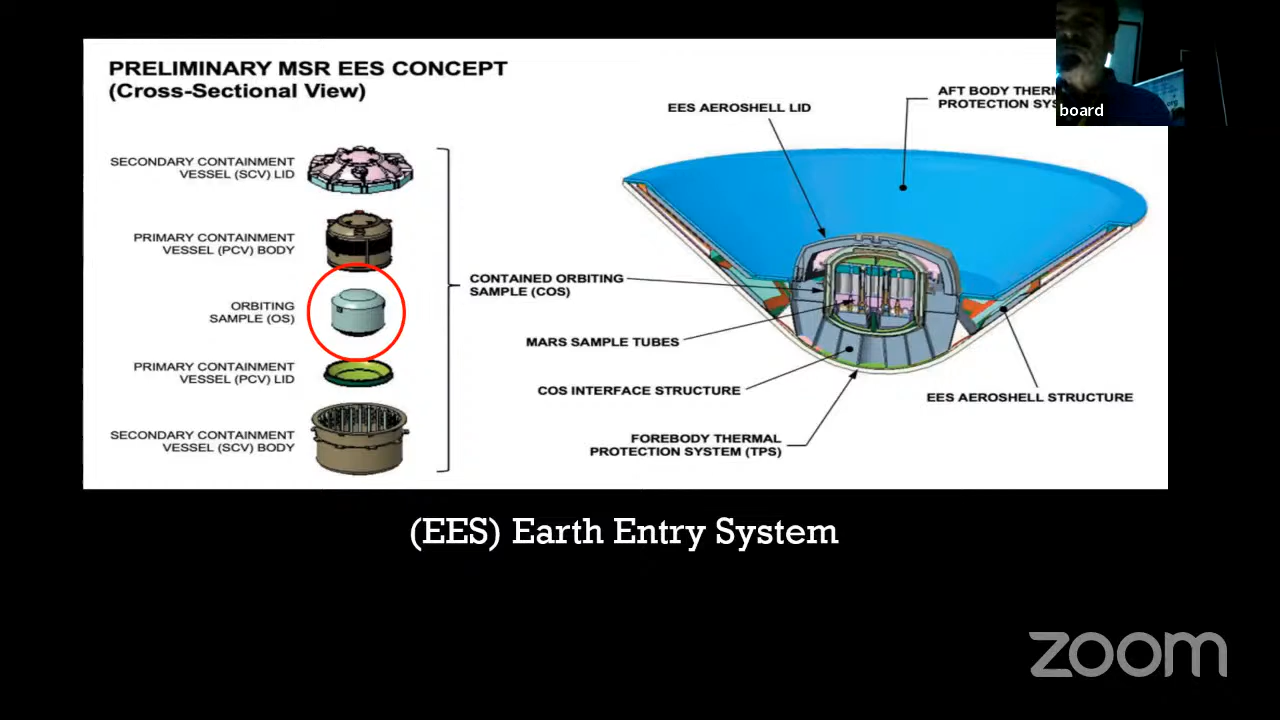 PRELIMINARY MSR EES CONCEPT
(Cross-Sectional View)
SECONDARY CONTAINMENT
VESSEL (SCV) LID
PRIMARY CONTAINMENT
VESSEL (PCV) BODY
ORBITING
SAMPLE (OS)
PRIMARY CONTAINMENT
VESSEL (PCV) LID
SECONDARY CONTAINMENT
VESSEL (SCV) BODY
CONTAINED ORBITING
SAMPLE (COS)
EES AEROSHELL LID
AFT BODY
PROTECTION
MARS SAMPLE TUBES
COS INTERFACE STRUCTURE
EES AEROSHELL STRUCTURE
FOREBODY THERMAL
PROTECTION SYSTEM (TPS)
board
(EES) Earth Entry System
zoom